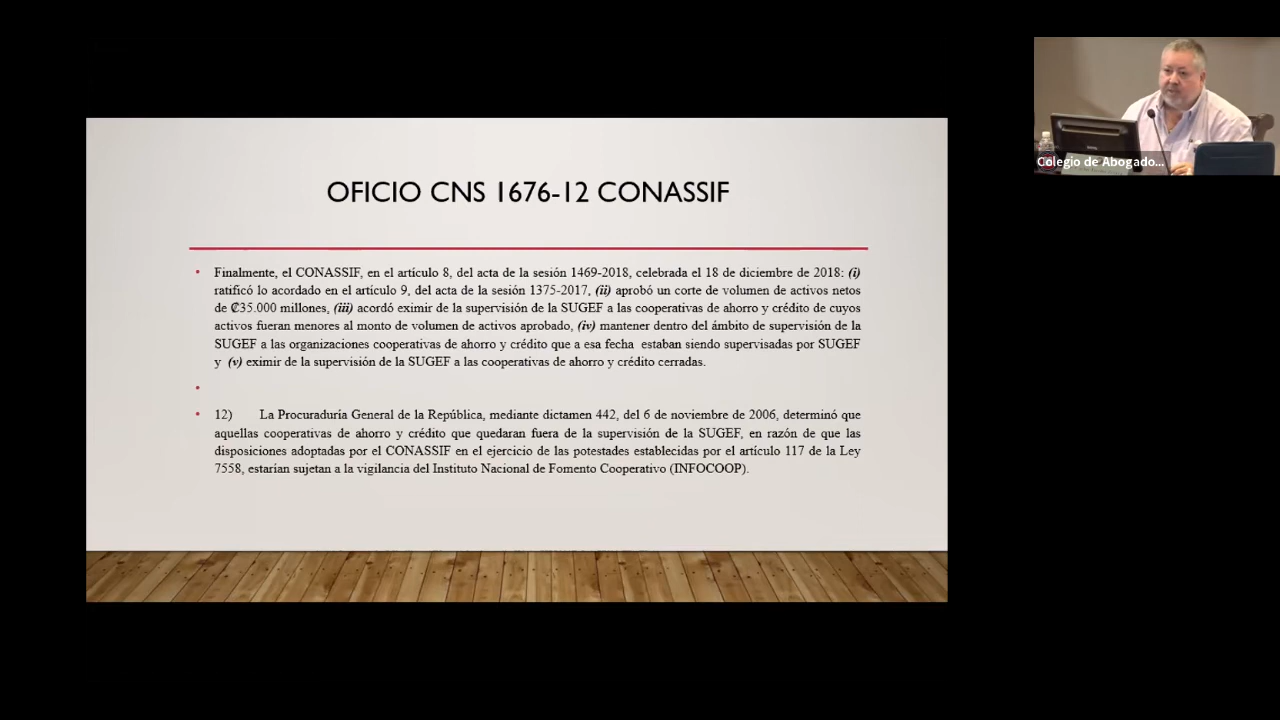 OFICIO CNS 1676-12 CONASSIF
• Finalmente, el CONASSIF, en el artículo 8, del acta de la sesión 1469-2018, celebrada el 18 de diciembre de 2018: (i)
ratificó lo acordado en el artículo 9, del acta de la sesión 1375-2017, (ii) aprobó un corte de volumen de activos netos
de ₡35.000 millones, (iii) acordó eximir de la supervisión de la SUGEF a las cooperativas de ahorro y crédito de cuyos
activos fueran menores al monto de volumen de activos aprobado, (iv) mantener dentro del ámbito de supervisión de la
SUGEF a las organizaciones cooperativas de ahorro y crédito que a esa fecha estaban siendo supervisadas por SUGEF
y (v) eximir de la supervisión de la SUGEF a las cooperativas de ahorro y crédito cerradas.
•
• 12) La Procuraduría General de la República, mediante dictamen 442, del 6 de noviembre de 2006, determinó que
aquellas cooperativas de ahorro y crédito que quedaran fuera de la supervisión de la SUGEF, en razón de que las
disposiciones adoptadas por el CONASSIF en el ejercicio de las potestades establecidas por el artículo 117 de la Ley
7558, estarían sujetan a la vigilancia del Instituto Nacional de Fomento Cooperativo (INFOCOOP).
Colegio de Abogado...